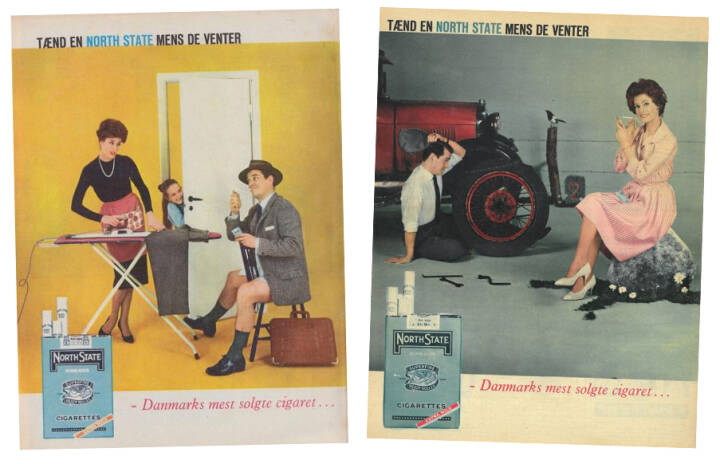 TÆND EN NORTH STATE MENS DE VENTER
NORTH STATE
CIGARETTES
- Danmarks mest solgte cigaret...
TÆND EN NORTH STATE MENS DE VENTER
NORTH STATE
CIGARETTES
- Danmarks mest solgte cigaret...